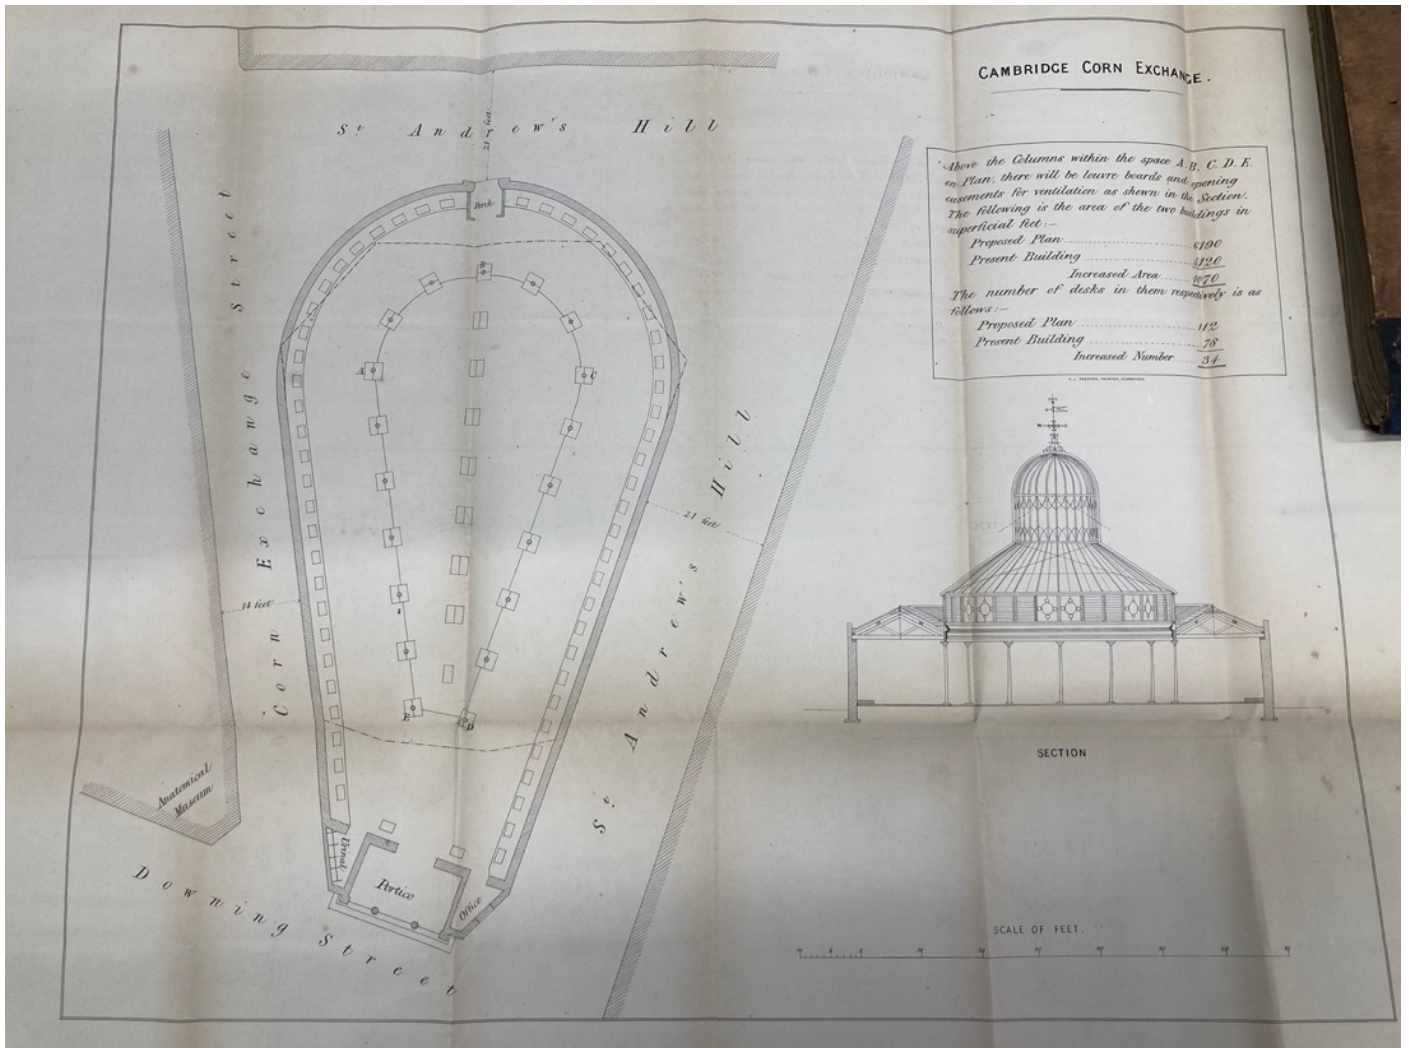 CAMBRIDGE CORN EXCHANGE.
Above the Columns within the space A. B. C. D. E.
on Plan, there will be louvre boards and opening
casements for ventilation as shewn in the Section.
The following is the area of the two buildings in
superficial feet:—
Proposed Plan 6190
Present Building 5120
Increased Area 1070
The number of desks in them respectively is as
follows:—
Proposed Plan 112
Present Building 78
Increased Number 34
St Andrew's Hill
21 feet
Porch
Corn Exchange Street
B
A
C
St Andrew's Hill
21 feet
14 feet
E
D
Anatomical
Museum
Urinal
Portico
Office
Downing Street
SECTION
SCALE OF FEET.